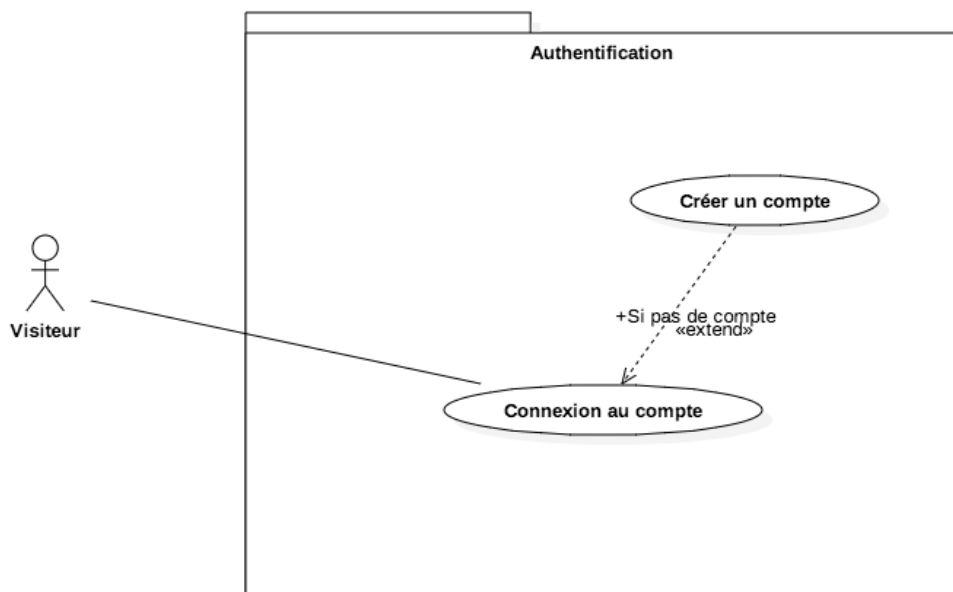 Authentification
Créer un compte
Visiteur
+Si pas de compte
«extend»
Connexion au compte